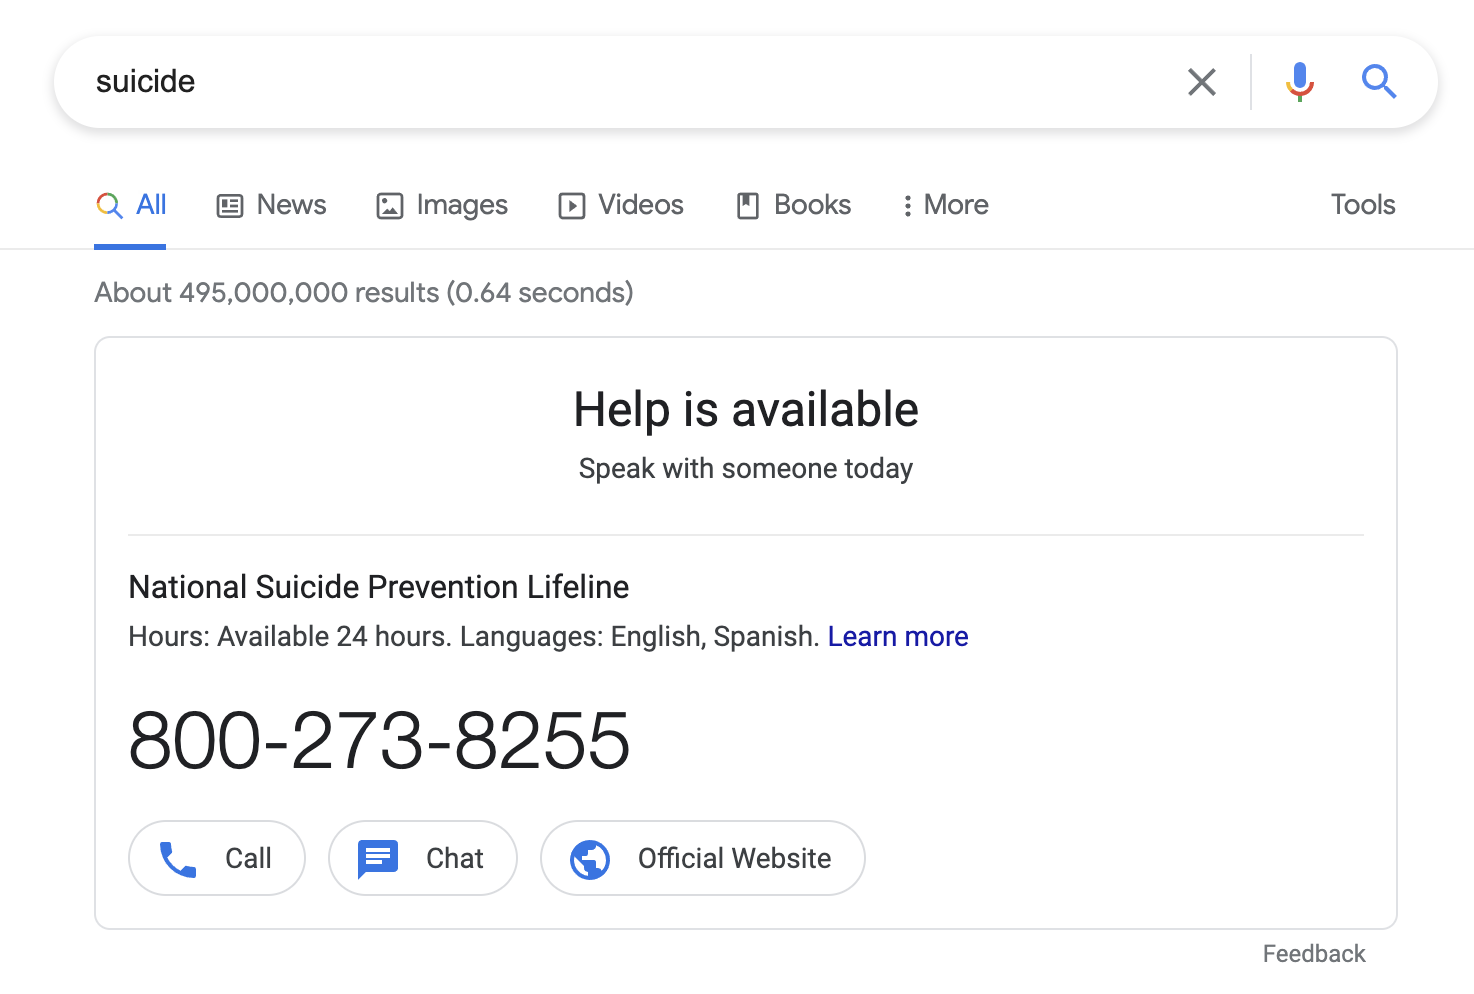 suicide
All News Images Videos Books More Tools
About 495,000,000 results (0.64 seconds)
Help is available
Speak with someone today
National Suicide Prevention Lifeline
Hours: Available 24 hours. Languages: English, Spanish. Learn more
800-273-8255
Call Chat Official Website
Feedback